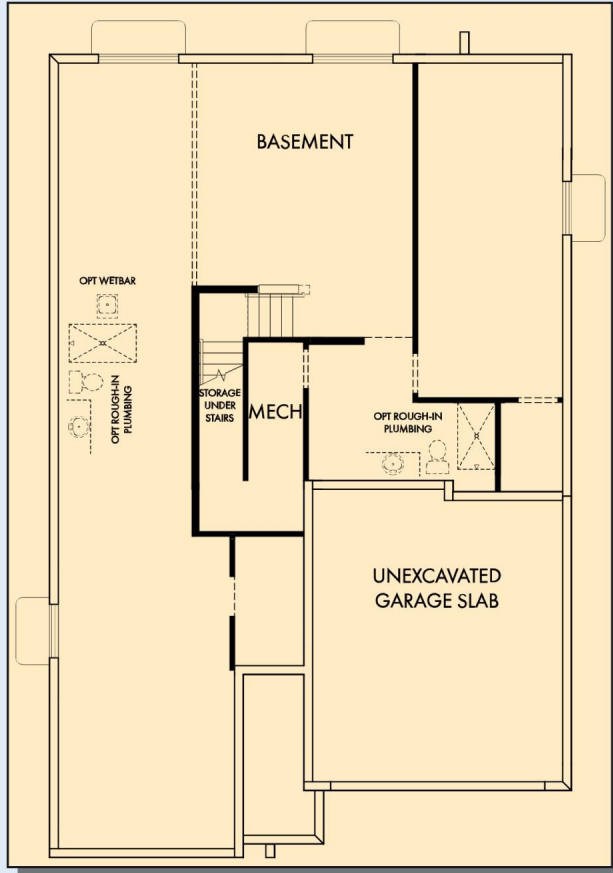 BASEMENT
OPT WETBAR
OPT ROUGH-IN
PLUMBING
STORAGE
UNDER
STAIRS
MECH
OPT ROUGH-IN
PLUMBING
UNEXCAVATED
GARAGE SLAB